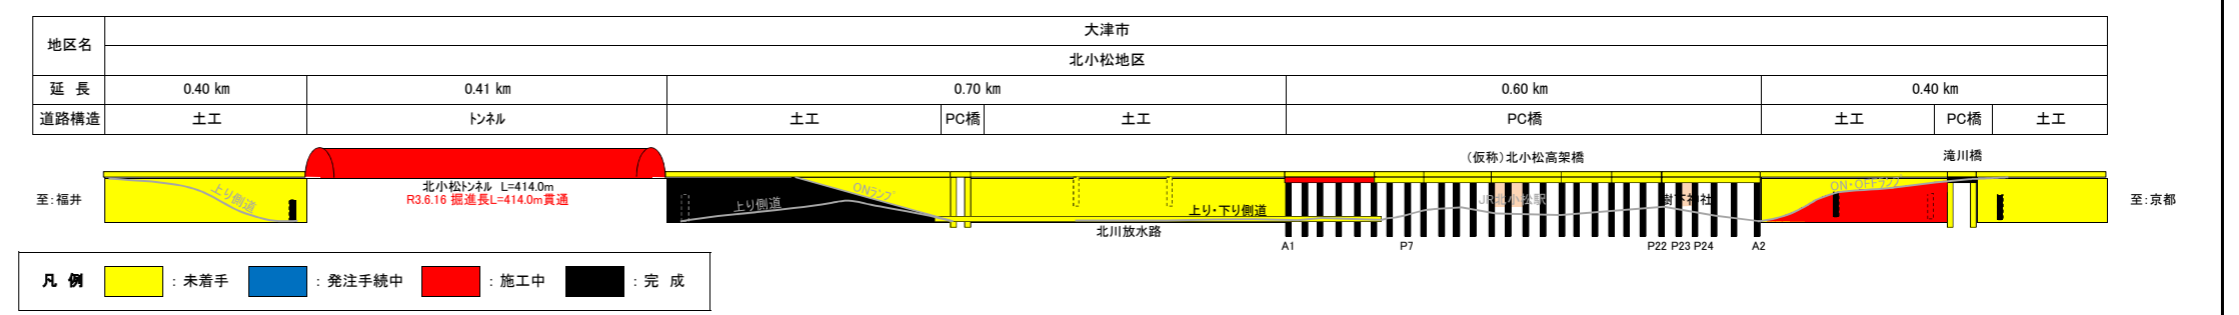 地区名
大津市
北小松地区
延 長
0.40 km
0.41 km
0.70 km
0.60 km
0.40 km
道路構造
土工
トンネル
土工
PC橋
土工
PC橋
土工
PC橋
土工
(仮称)北小松高架橋
滝川橋
至:福井
上り側道
北小松トンネル L=414.0m
R3.6.16 掘進長L=414.0m貫通
上り側道
ONランプ
上り・下り側道
北川放水路
JR北小松駅
樹下神社
ON・OFFランプ
至:京都
A1
P7
P22
P23
P24
A2
凡 例
:未着手
:発注手続中
:施工中
:完 成